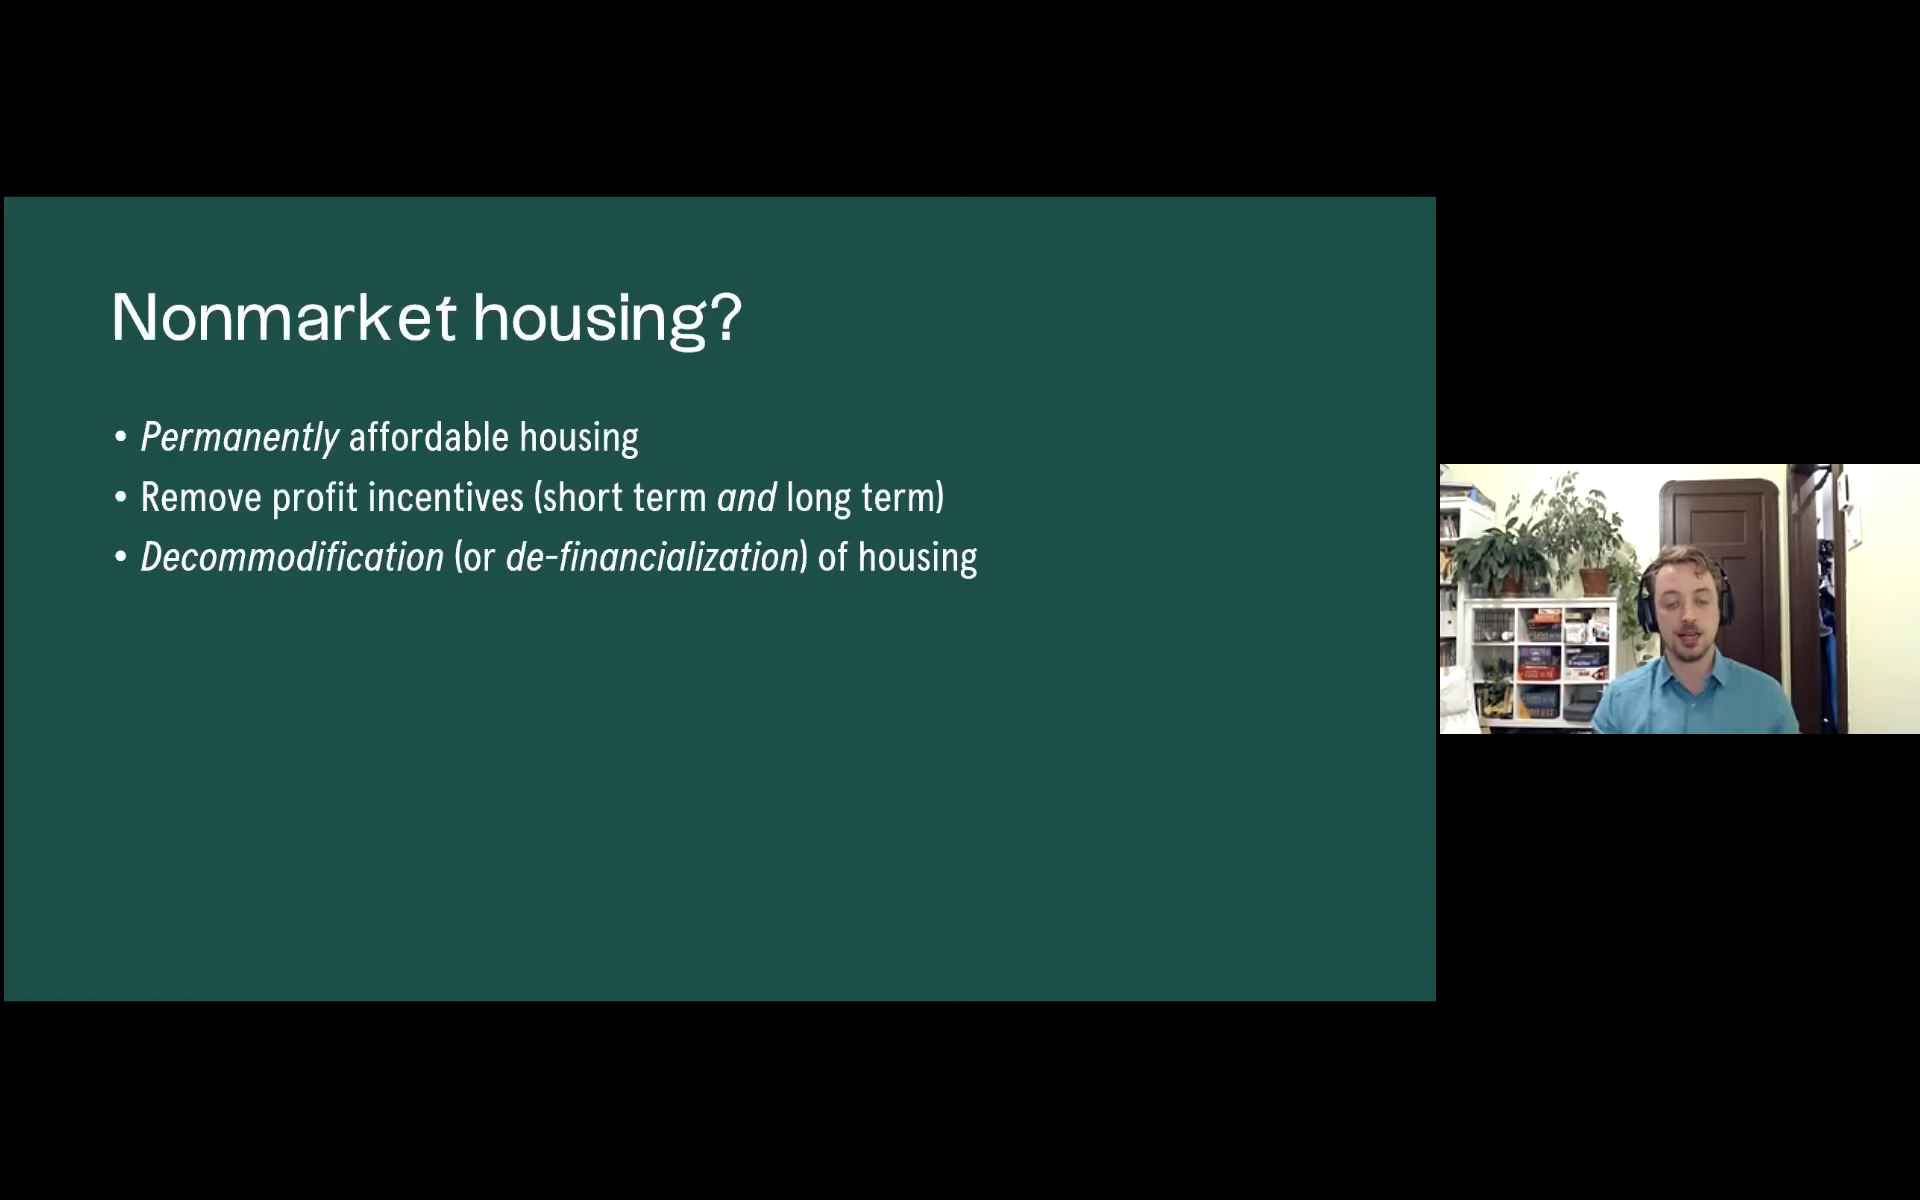 Nonmarket housing?
• Permanently affordable housing
• Remove profit incentives (short term and long term)
• Decommodification (or de-financialization) of housing